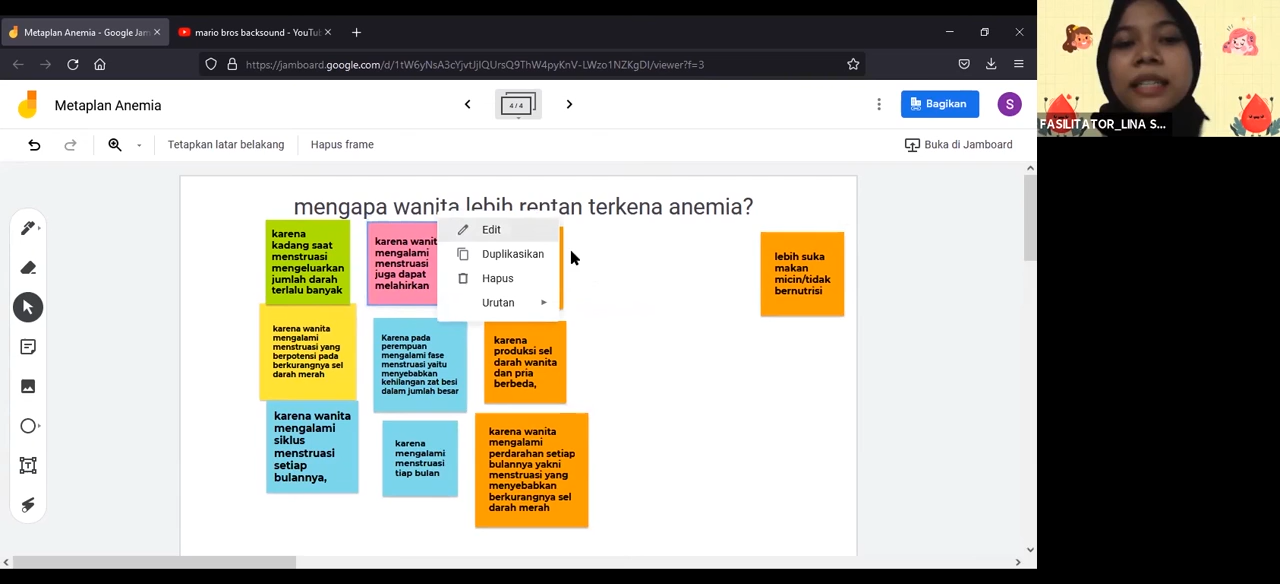 Metaplan Anemia - Google Jam
mario bros backsound - YouTu
https://jamboard.google.com/d/1tW6yNsA3cYjvtJjIQUrsQ9ThW4pyKnV-LWzo1NZKgDI/viewer?f=3
Metaplan Anemia
4/4
Bagikan
S
Tetapkan latar belakang
Hapus frame
Buka di Jamboard
FASILITATOR_LINA S...
mengapa wanita lebih rentan terkena anemia?
karena
kadang saat
menstruasi
mengeluarkan
jumlah darah
terlalu banyak
karena wanit
mengalami
menstruasi
juga dapat
melahirkan
Edit
Duplikasikan
Hapus
Urutan
lebih suka
makan
micin/tidak
bernutrisi
karena wanita
mengalami
menstruasi yang
berpotensi pada
berkurangnya sel
darah merah
Karena pada
perempuan
mengalami fase
menstruasi yaitu
menyebabkan
kehilangan zat besi
dalam jumlah besar
karena
produksi sel
darah wanita
dan pria
berbeda,
karena wanita
mengalami
siklus
menstruasi
setiap
bulannya,
karena
mengalami
menstruasi
tiap bulan
karena wanita
mengalami
perdarahan setiap
bulannya yakni
menstruasi yang
menyebabkan
berkurangnya sel
darah merah